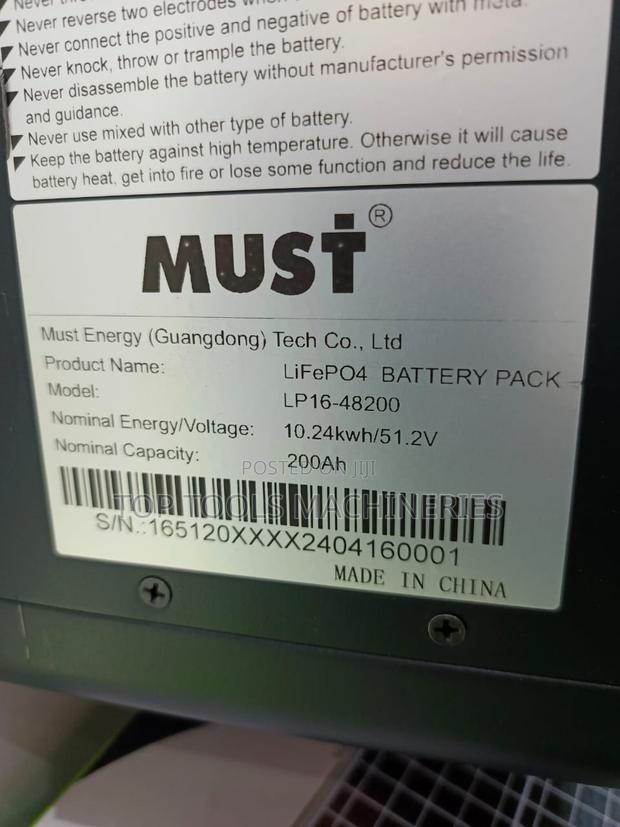 Never reverse two electrodes when
Never connect the positive and negative of battery with metal.
Never knock, throw or trample the battery.
Never disassemble the battery without manufacturer's permission
and guidance.
Never use mixed with other type of battery.
Keep the battery against high temperature. Otherwise it will cause
battery heat, get into fire or lose some function and reduce the life.
MUST ®
Must Energy (Guangdong) Tech Co., Ltd
Product Name: LiFePO4 BATTERY PACK
Model: LP16-48200
Nominal Energy/Voltage: 10.24kwh/51.2V
Nominal Capacity: 200Ah
POSTED ON JIJI
TOP TOOLS MACHINERIES
S/N.:165120XXXX2404160001
MADE IN CHINA